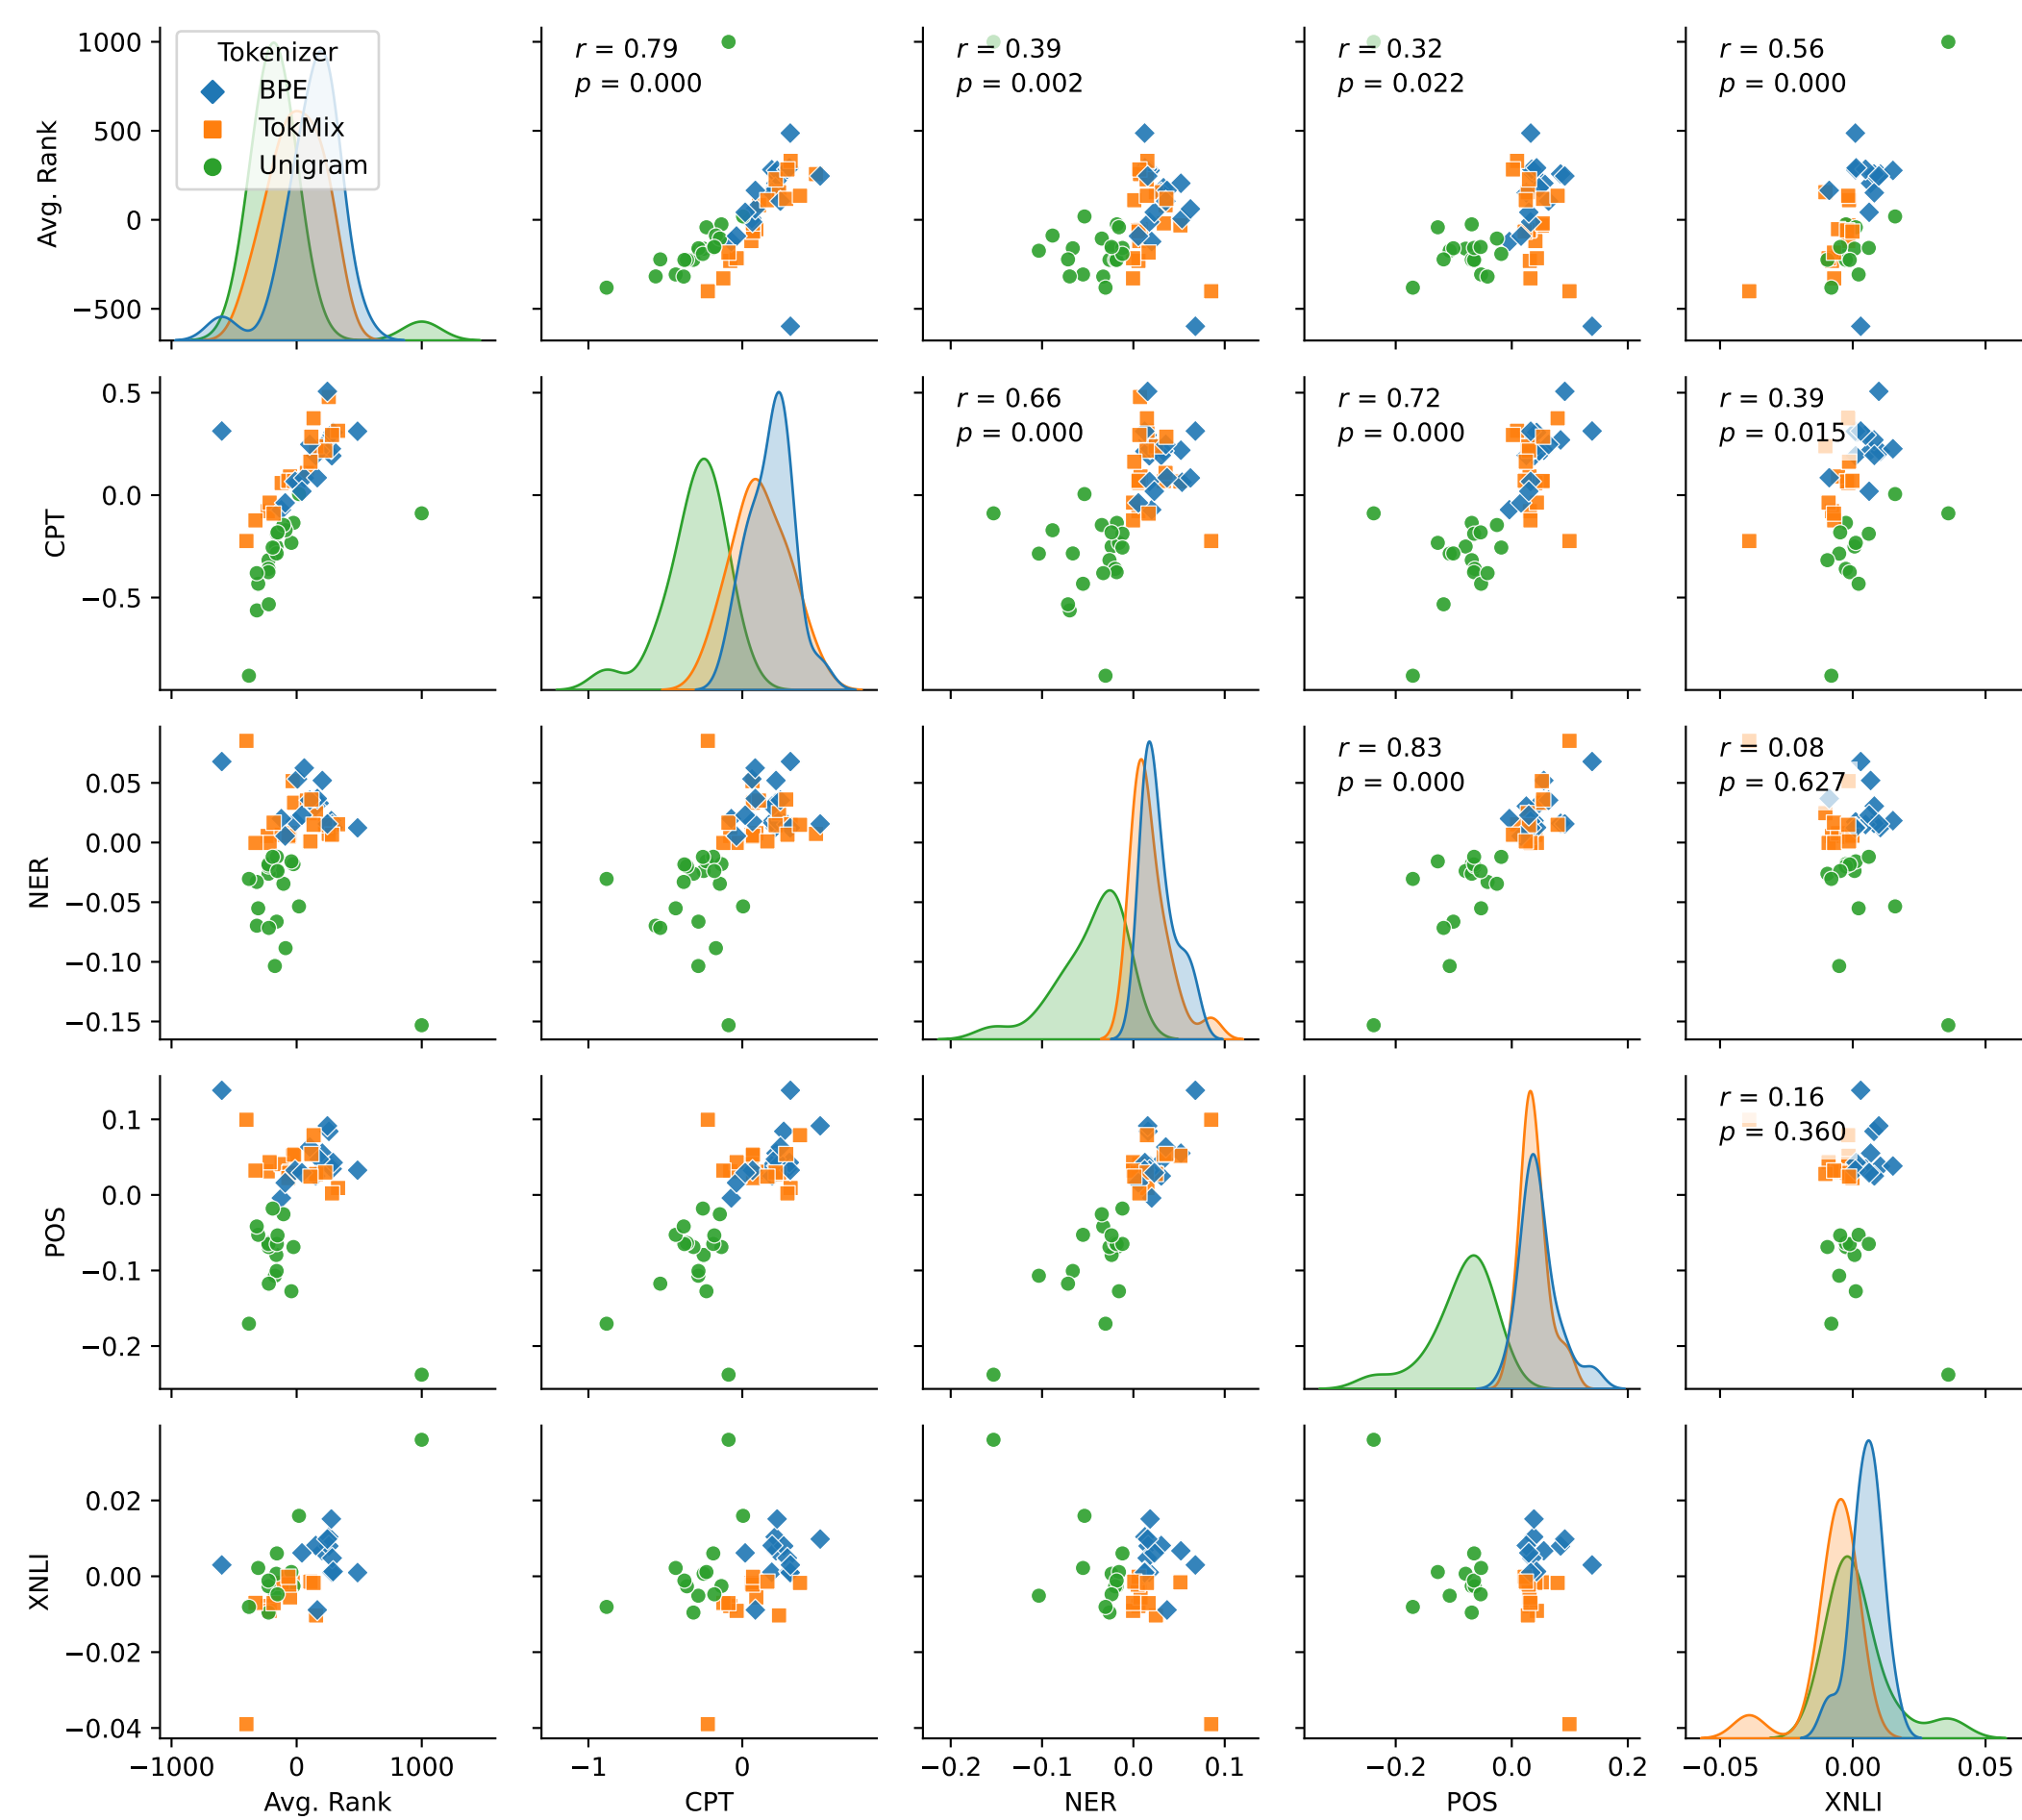 Tokenizer
BPE
TokMix
Unigram
r = 0.79
p = 0.000
r = 0.39
p = 0.002
r = 0.32
p = 0.022
r = 0.56
p = 0.000
1000
500
0
−500
Avg. Rank
r = 0.66
p = 0.000
r = 0.72
p = 0.000
r = 0.39
p = 0.015
0.5
0.0
−0.5
CPT
r = 0.83
p = 0.000
r = 0.08
p = 0.627
0.05
0.00
−0.05
−0.10
−0.15
NER
r = 0.16
p = 0.360
0.1
0.0
−0.1
−0.2
POS
0.02
0.00
−0.02
−0.04
XNLI
−1000 0 1000 −1 0 −0.2 −0.1 0.0 0.1 −0.2 0.0 0.2 −0.05 0.00 0.05
Avg. Rank CPT NER POS XNLI